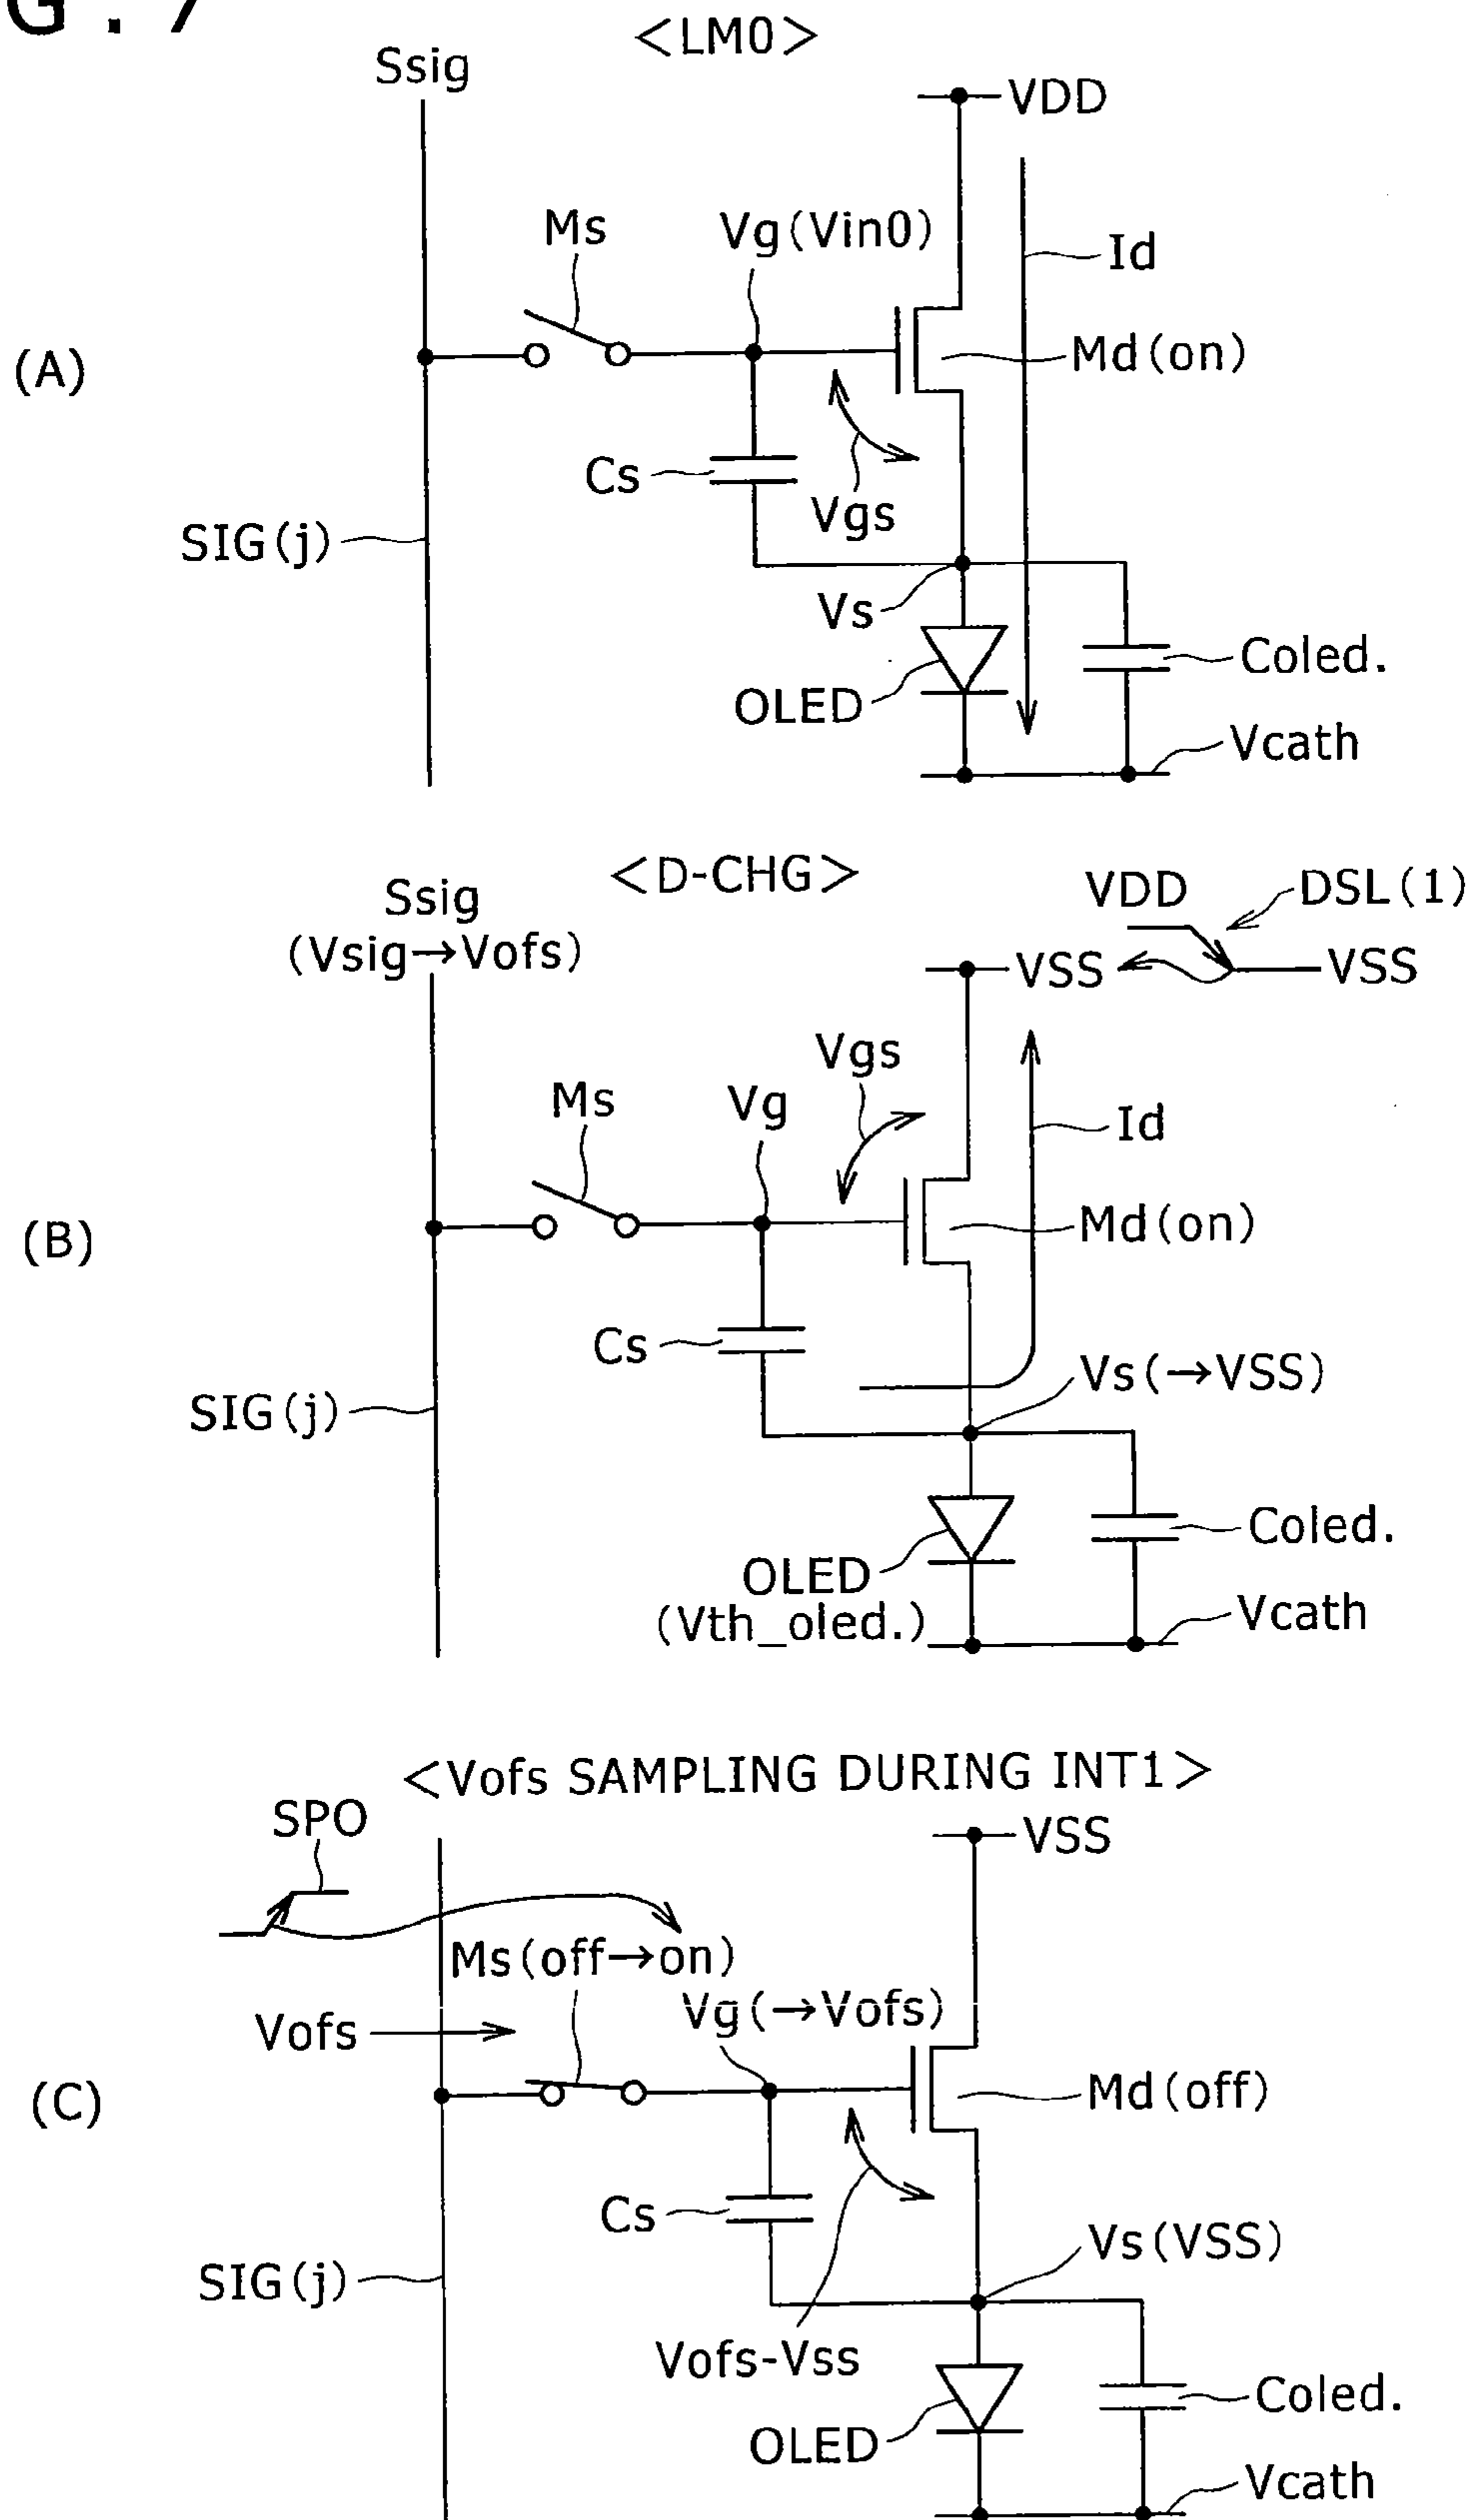 G . 7
<LM0>
Ssig
VDD
Ms
Vg(Vin0)
Id
(A)
Md(on)
Cs
Vgs
SIG(j)
Vs
Coled.
OLED
Vcath
<D-CHG>
Ssig
(Vsig→Vofs)
VDD
DSL(1)
VSS
VSS
Vgs
Ms
Vg
Id
(B)
Md(on)
Cs
Vs(→VSS)
SIG(j)
Coled.
OLED
(Vth_oled.)
Vcath
<Vofs SAMPLING DURING INT1>
SPO
VSS
Ms(off→on)
Vg(→Vofs)
Vofs
(C)
Md(off)
Cs
Vs(VSS)
SIG(j)
Vofs-Vss
Coled.
OLED
Vcath